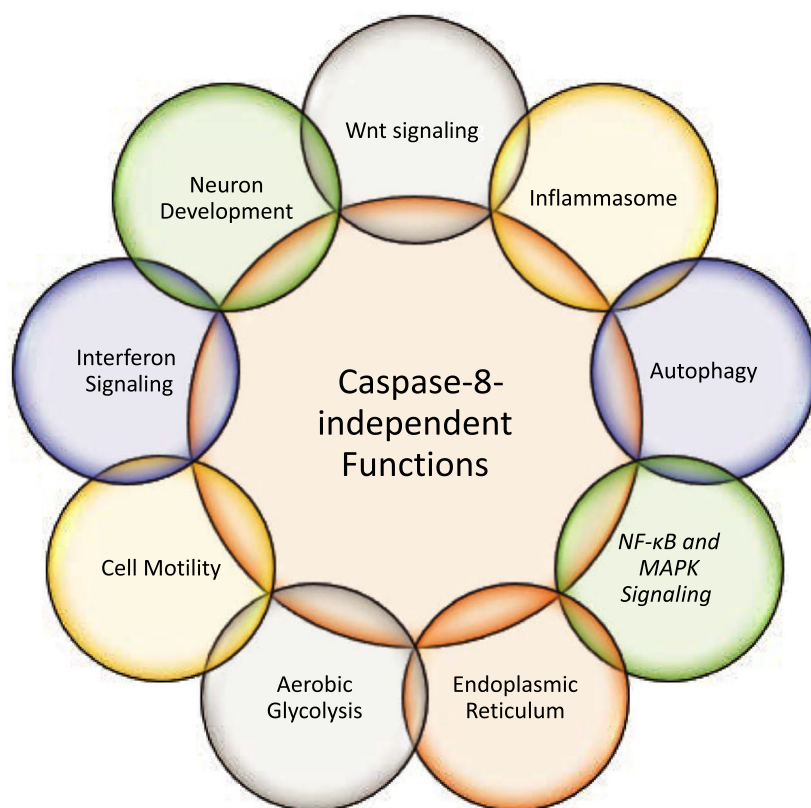 Wnt signaling
Neuron
Development
Inflammasome
Interferon
Signaling
Autophagy
Caspase-8-
independent
Functions
Cell Motility
NF-κB and
MAPK
Signaling
Aerobic
Glycolysis
Endoplasmic
Reticulum